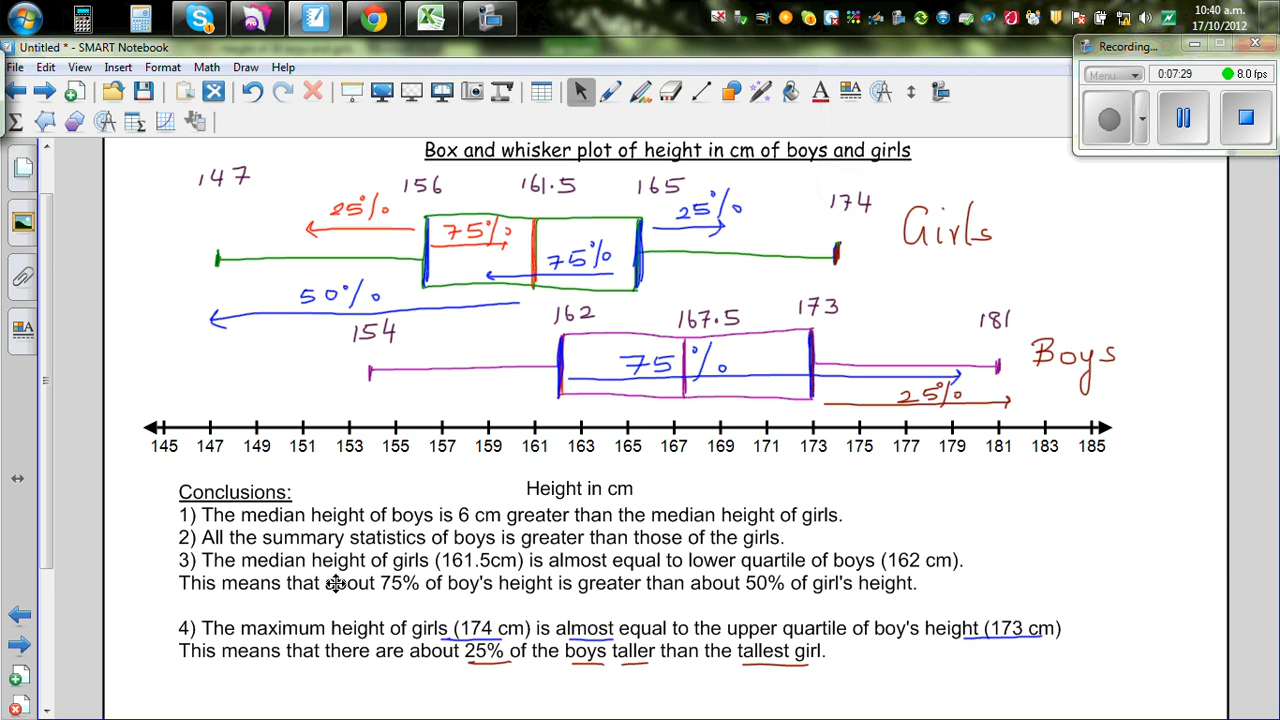 10:40 a.m.
17/10/2012
Untitled * - SMART Notebook
Recording...
File Edit View Insert Format Math Draw Help
Menu
0:07:29
8.0 fps
Box and whisker plot of height in cm of boys and girls
147
156
161.5
165
174
Girls
25%
75%
25%
75%
50%
154
162
167.5
173
181
Boys
75%
25%
145 147 149 151 153 155 157 159 161 163 165 167 169 171 173 175 177 179 181 183 185
Height in cm
Conclusions:
1) The median height of boys is 6 cm greater than the median height of girls.
2) All the summary statistics of boys is greater than those of the girls.
3) The median height of girls (161.5cm) is almost equal to lower quartile of boys (162 cm).
This means that about 75% of boy's height is greater than about 50% of girl's height.
4) The maximum height of girls (174 cm) is almost equal to the upper quartile of boy's height (173 cm)
This means that there are about 25% of the boys taller than the tallest girl.